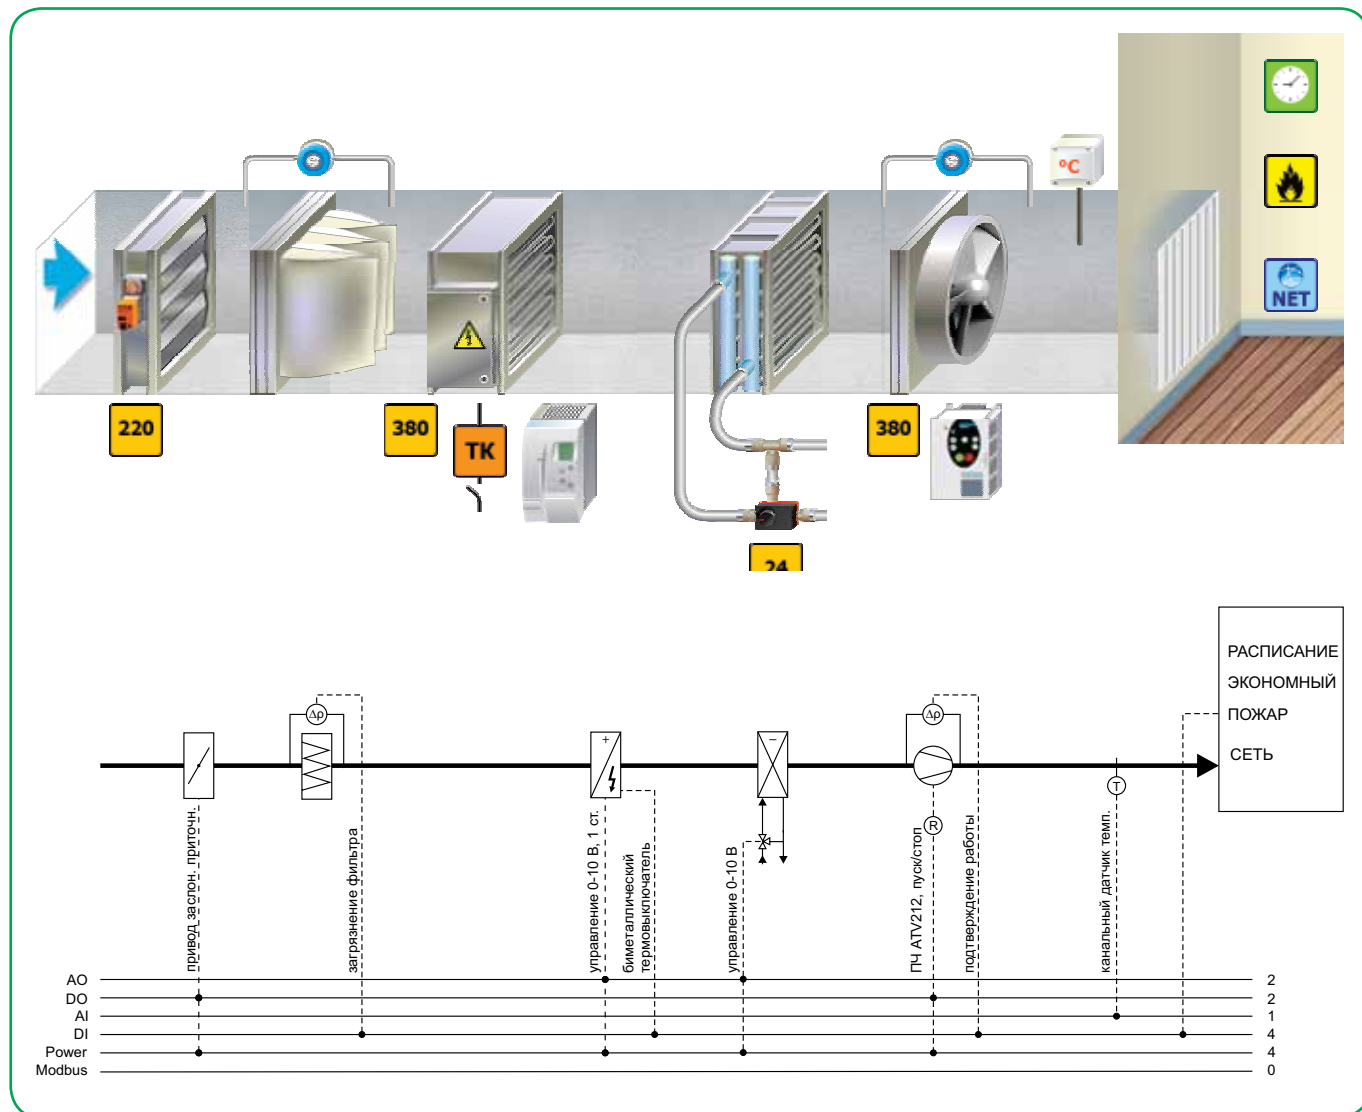 °C
NET
220
380
ТК
380
24
РАСПИСАНИЕ
ЭКОНОМНЫЙ
ПОЖАР
СЕТЬ
Δρ
Δρ
+
−
T
R
привод заслон. приточн.
загрязнение фильтра
управление 0-10 В, 1 ст.
биметаллический
термовыключатель
управление 0-10 В
ПЧ ATV212, пуск/стоп
подтверждение работы
канальный датчик темп.
AO 2
DO 2
AI 1
DI 4
Power 4
Modbus 0